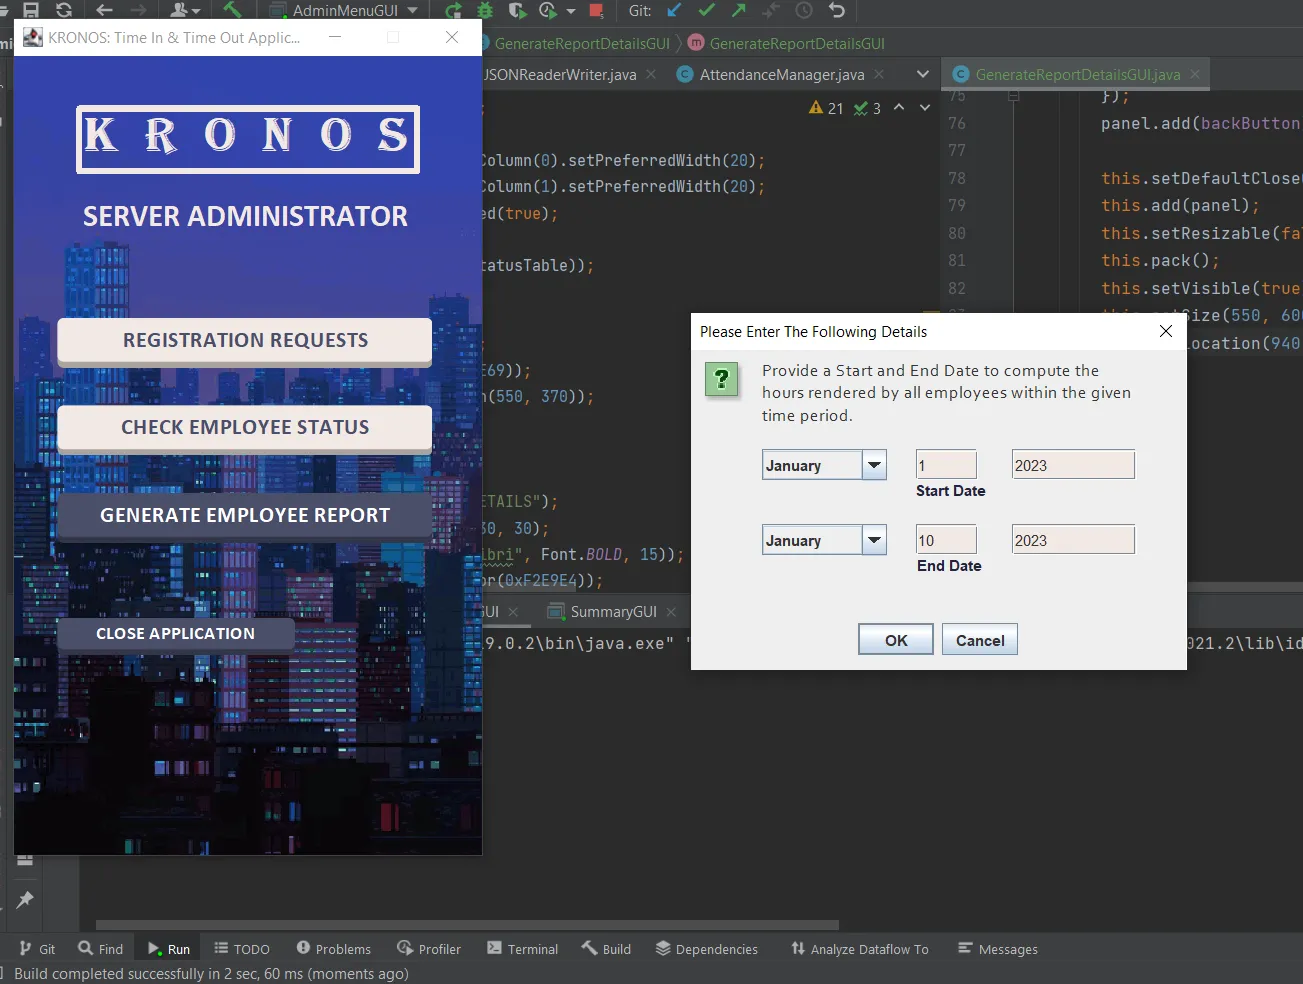 AdminMenuGUI
Git:
KRONOS: Time In & Time Out Applic...
GenerateReportDetailsGUI
GenerateReportDetailsGUI
JSONReaderWriter.java
AttendanceManager.java
GenerateReportDetailsGUI.java
21
3
75
});
76
panel.add(backButton
77
78
this.setDefaultClose
79
this.add(panel);
80
this.setResizable(fa
81
this.pack();
82
this.setVisible(true
Size(550, 60
ocation(940
Column(0).setPreferredWidth(20);
Column(1).setPreferredWidth(20);
ed(true);
tatusTable));
E69));
n(550, 370));
ETAILS");
30, 30);
ibri", Font.BOLD, 15));
or(0xF2E9E4));
KRONOS
SERVER ADMINISTRATOR
REGISTRATION REQUESTS
CHECK EMPLOYEE STATUS
GENERATE EMPLOYEE REPORT
CLOSE APPLICATION
Please Enter The Following Details
Provide a Start and End Date to compute the
hours rendered by all employees within the given
time period.
January
1
2023
Start Date
January
10
2023
End Date
OK
Cancel
GUI
SummaryGUI
19.0.2\bin\java.exe" "
021.2\lib\id
Git
Find
Run
TODO
Problems
Profiler
Terminal
Build
Dependencies
Analyze Dataflow To
Messages
Build completed successfully in 2 sec, 60 ms (moments ago)